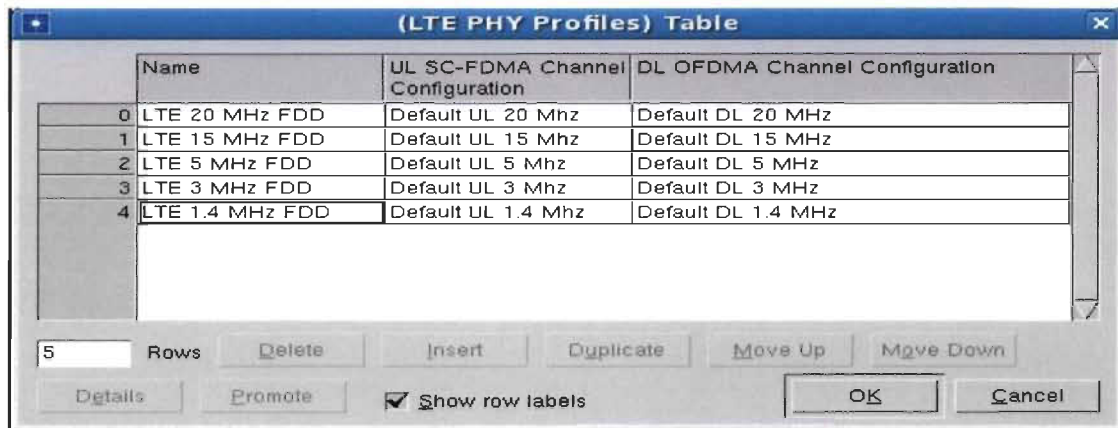 (LTE PHY Profiles) Table
Name UL SC-FDMA Channel Configuration DL OFDMA Channel Configuration
0 LTE 20 MHz FDD Default UL 20 Mhz Default DL 20 MHz
1 LTE 15 MHz FDD Default UL 15 Mhz Default DL 15 MHz
2 LTE 5 MHz FDD Default UL 5 Mhz Default DL 5 MHz
3 LTE 3 MHz FDD Default UL 3 Mhz Default DL 3 MHz
4 LTE 1.4 MHz FDD Default UL 1.4 Mhz Default DL 1.4 MHz
5 Rows Delete Insert Duplicate Move Up Move Down
Details Promote Show row labels OK Cancel